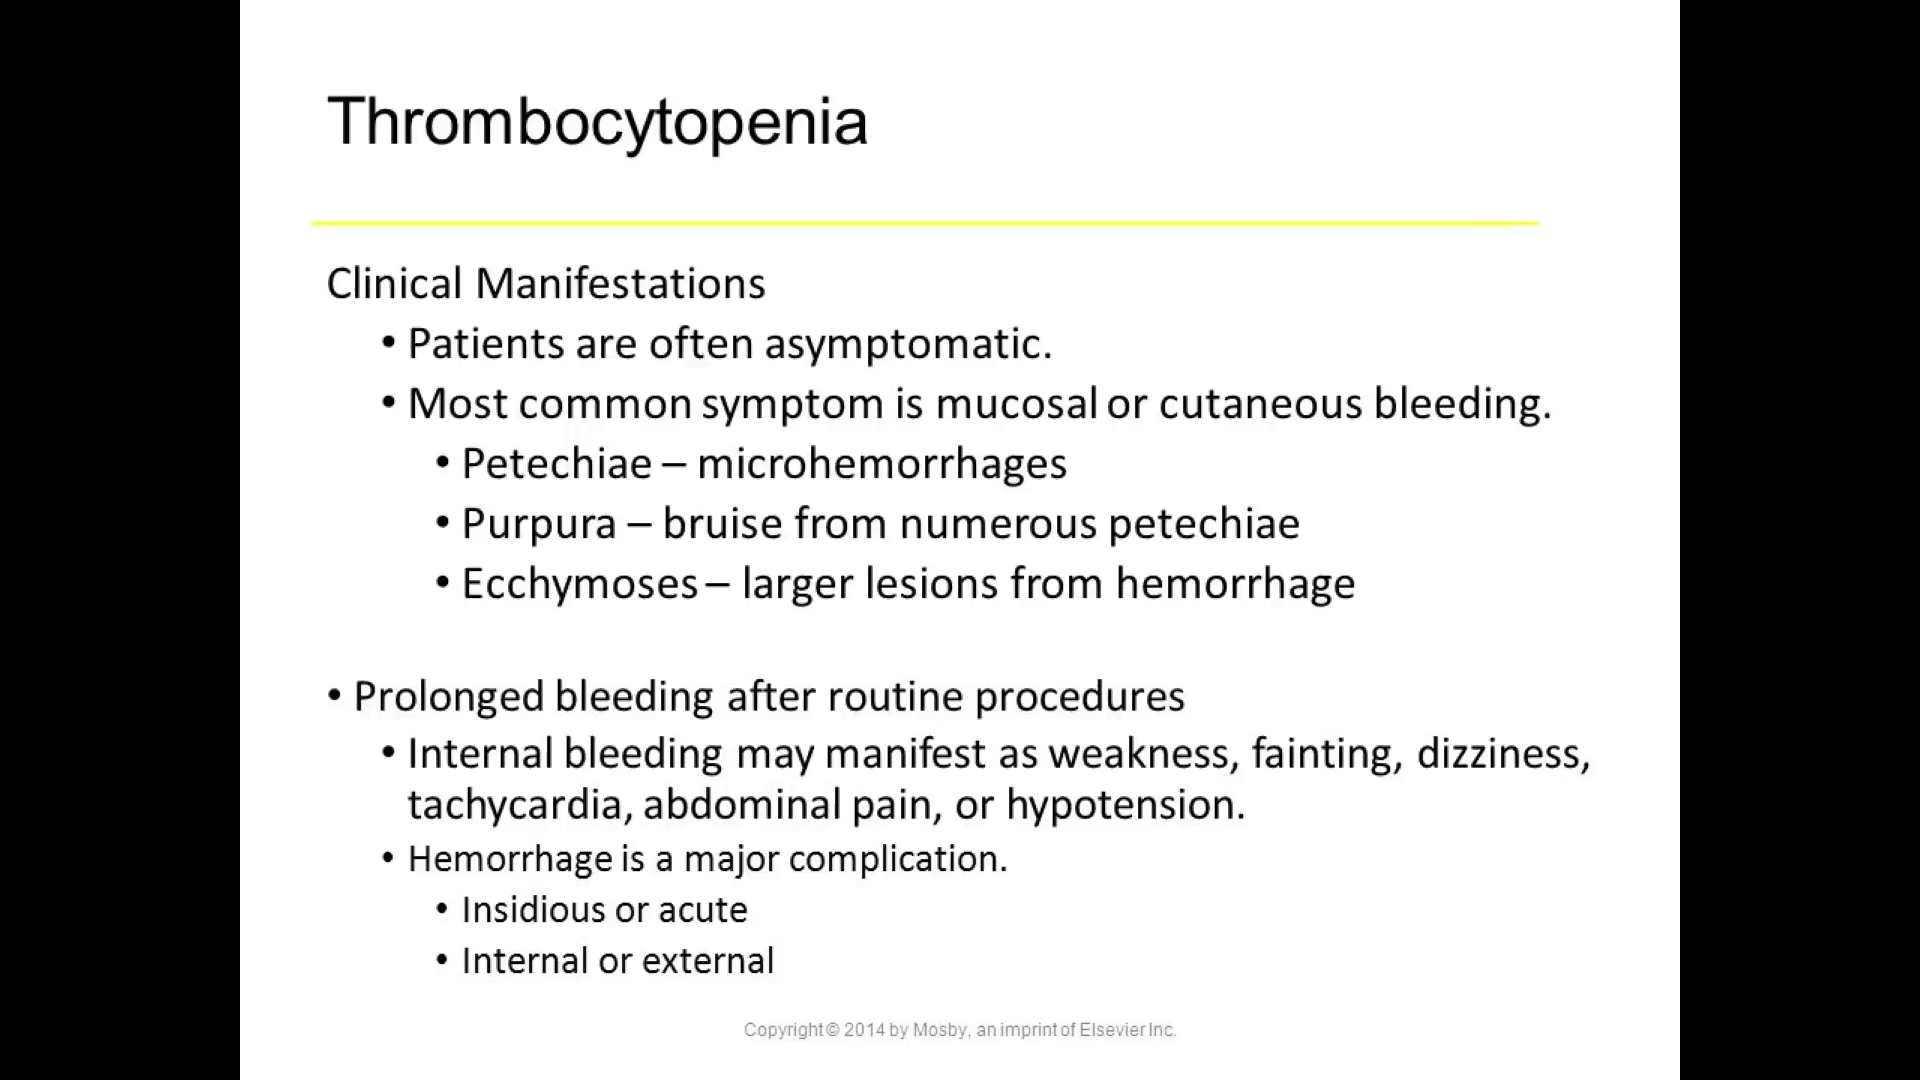 Thrombocytopenia
Clinical Manifestations
• Patients are often asymptomatic.
• Most common symptom is mucosal or cutaneous bleeding.
• Petechiae – microhemorrhages
• Purpura – bruise from numerous petechiae
• Ecchymoses – larger lesions from hemorrhage
• Prolonged bleeding after routine procedures
• Internal bleeding may manifest as weakness, fainting, dizziness,
tachycardia, abdominal pain, or hypotension.
• Hemorrhage is a major complication.
• Insidious or acute
• Internal or external
Copyright © 2014 by Mosby, an imprint of Elsevier Inc.